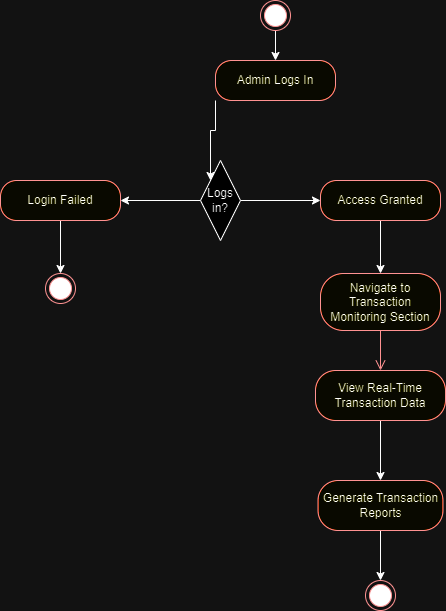 Admin Logs In
Logs
in?
Login Failed
Access Granted
Navigate to
Transaction
Monitoring Section
View Real-Time
Transaction Data
Generate Transaction
Reports